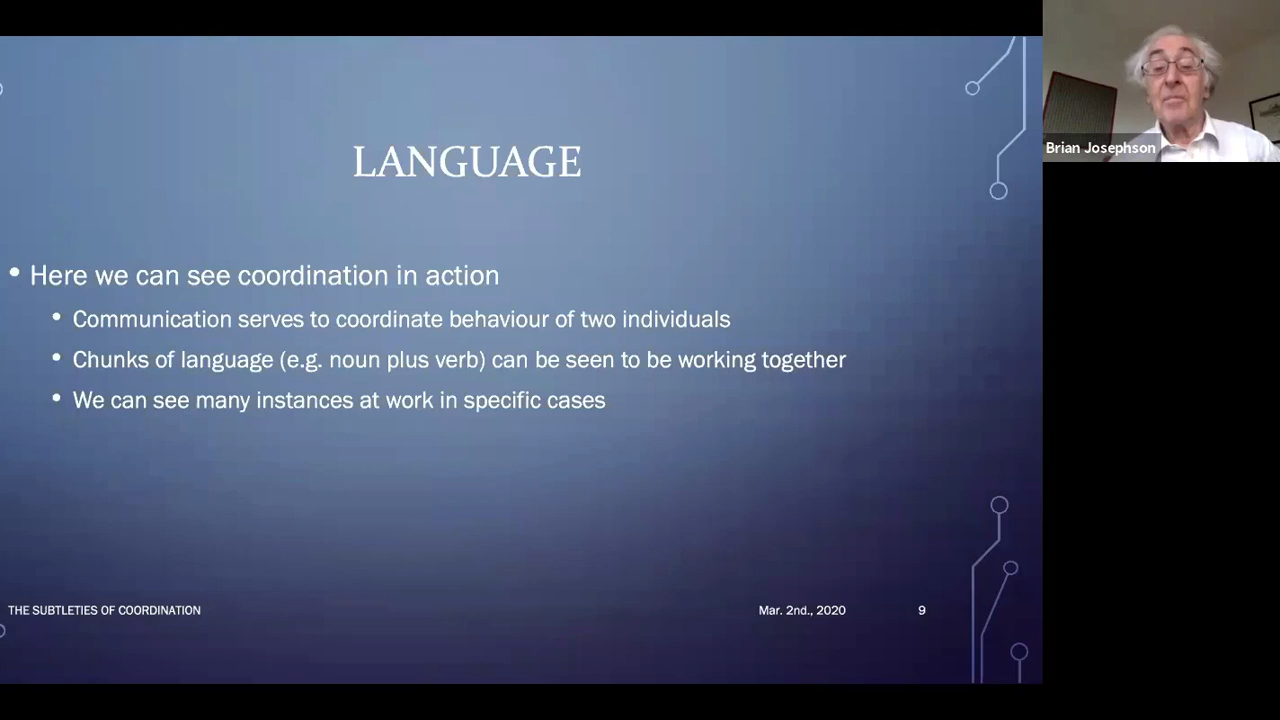 LANGUAGE
• Here we can see coordination in action
• Communication serves to coordinate behaviour of two individuals
• Chunks of language (e.g. noun plus verb) can be seen to be working together
• We can see many instances at work in specific cases
THE SUBTLETIES OF COORDINATION
Mar. 2nd., 2020
9
Brian Josephson